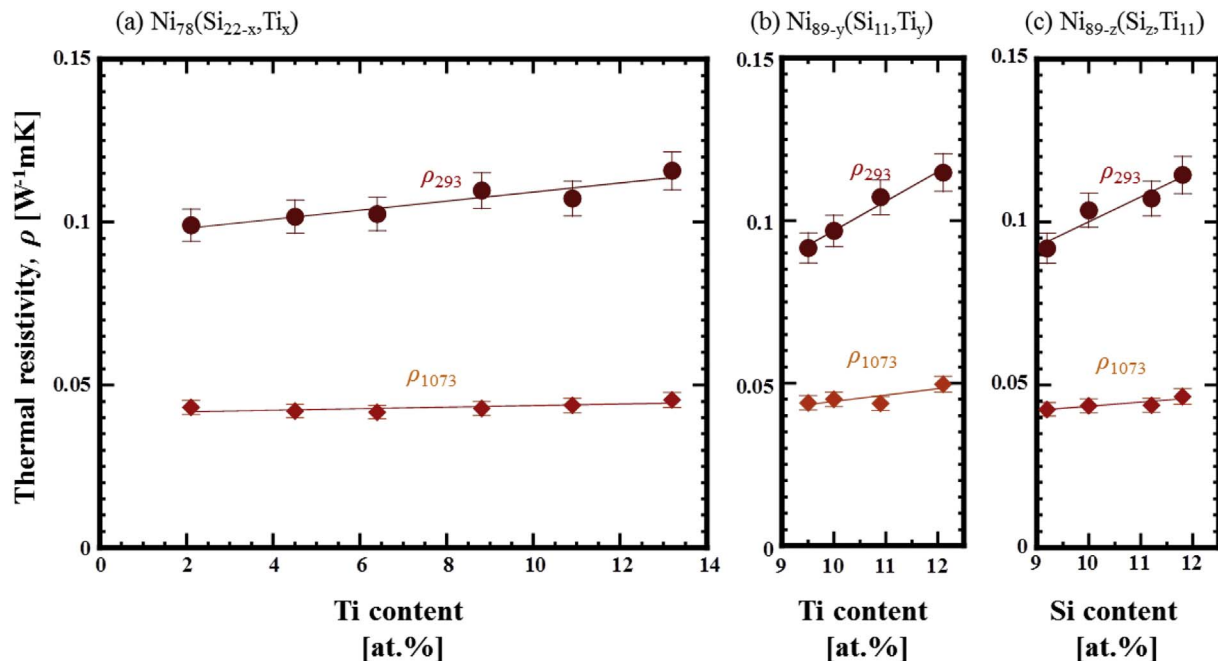 (a) Ni₇₈(Si₂₂₋ₓ,Tiₓ)
(b) Ni₈₉₋ᵧ(Si₁₁,Tiᵧ)
(c) Ni₈₉₋z(Siz,Ti₁₁)
Thermal resistivity, ρ [W⁻¹mK]
0.15
0.1
0.05
0
ρ₂₉₃
ρ₁₀₇₃
0 2 4 6 8 10 12 14
Ti content
[at.%]
0.15
0.1
0.05
0
ρ₂₉₃
ρ₁₀₇₃
9 10 11 12
Ti content
[at.%]
0.15
0.1
0.05
0
ρ₂₉₃
ρ₁₀₇₃
9 10 11 12
Si content
[at.%]